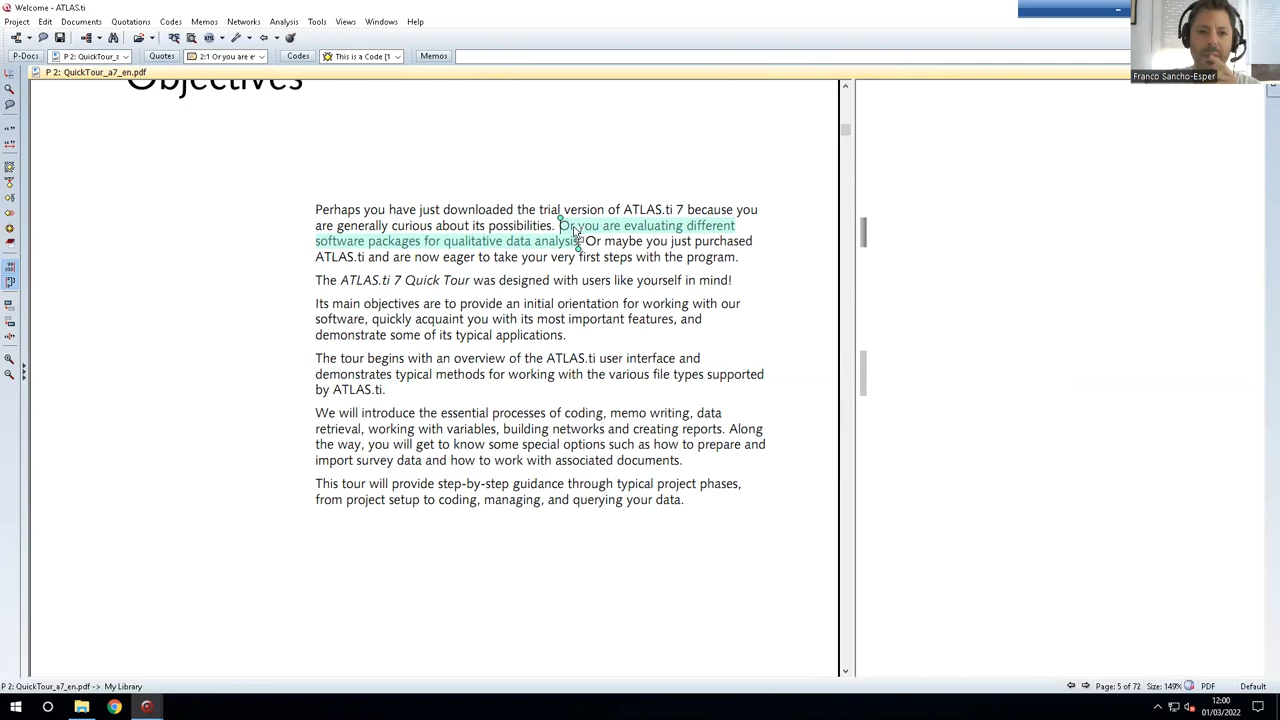 Welcome - ATLAS.ti
Project Edit Documents Quotations Codes Memos Networks Analysis Tools Views Windows Help
P-Docs P 2: QuickTour_a Quotes 2:1 Or you are e Codes This is a Code [1 Memos
P 2: QuickTour_a7_en.pdf
Franco Sancho-Esper
Objectives
Perhaps you have just downloaded the trial version of ATLAS.ti 7 because you
are generally curious about its possibilities. Or you are evaluating different
software packages for qualitative data analysis. Or maybe you just purchased
ATLAS.ti and are now eager to take your very first steps with the program.
The ATLAS.ti 7 Quick Tour was designed with users like yourself in mind!
Its main objectives are to provide an initial orientation for working with our
software, quickly acquaint you with its most important features, and
demonstrate some of its typical applications.
The tour begins with an overview of the ATLAS.ti user interface and
demonstrates typical methods for working with the various file types supported
by ATLAS.ti.
We will introduce the essential processes of coding, memo writing, data
retrieval, working with variables, building networks and creating reports. Along
the way, you will get to know some special options such as how to prepare and
import survey data and how to work with associated documents.
This tour will provide step-by-step guidance through typical project phases,
from project setup to coding, managing, and querying your data.
P 2: QuickTour_a7_en.pdf -> My Library Page: 5 of 72 Size: 149% PDF Default
12:00
01/03/2022